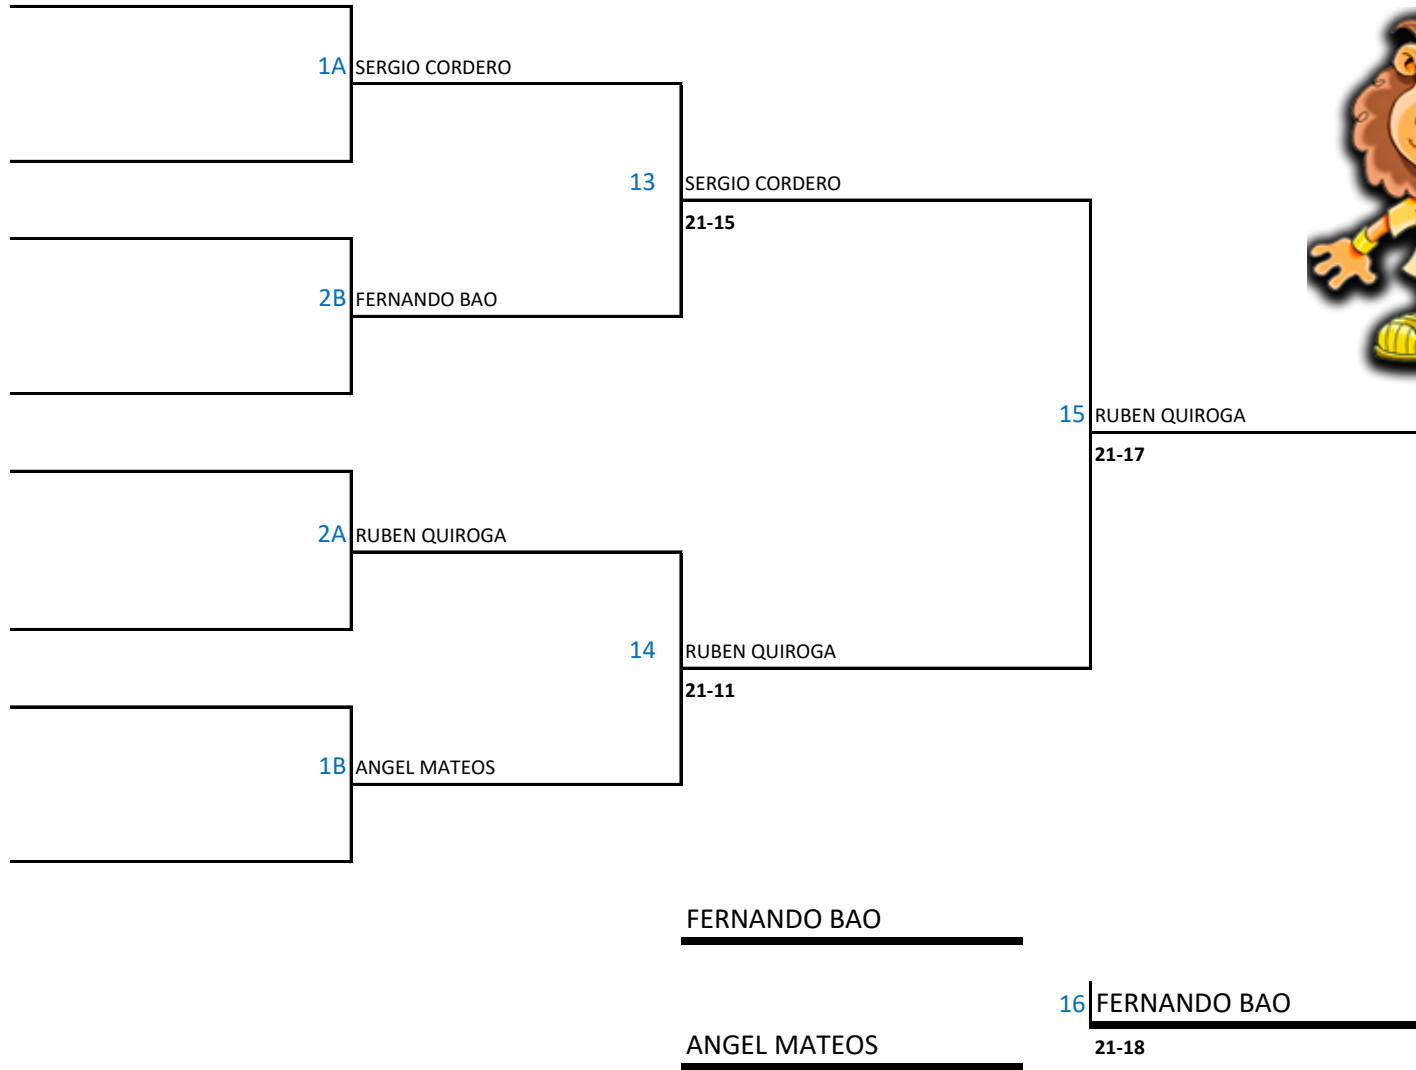 1A SERGIO CORDERO
13 SERGIO CORDERO
21-15
2B FERNANDO BAO
15 RUBEN QUIROGA
21-17
2A RUBEN QUIROGA
14 RUBEN QUIROGA
21-11
1B ANGEL MATEOS
FERNANDO BAO
16 FERNANDO BAO
ANGEL MATEOS
21-18